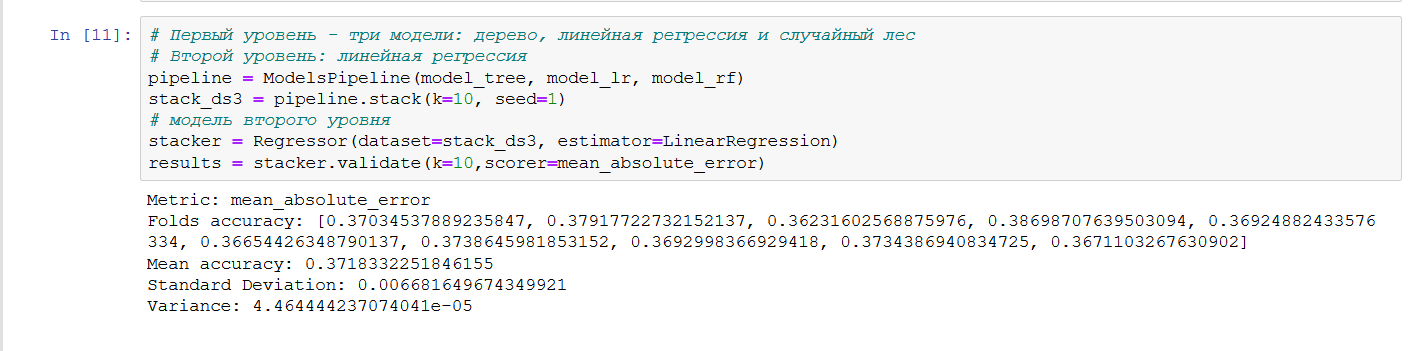 In [11]:
# Первый уровень - три модели: дерево, линейная регрессия и случайный лес
# Второй уровень: линейная регрессия
pipeline = ModelsPipeline(model_tree, model_lr, model_rf)
stack_ds3 = pipeline.stack(k=10, seed=1)
# модель второго уровня
stacker = Regressor(dataset=stack_ds3, estimator=LinearRegression)
results = stacker.validate(k=10,scorer=mean_absolute_error)
Metric: mean_absolute_error
Folds accuracy: [0.37034537889235847, 0.37917722732152137, 0.36231602568875976, 0.38698707639503094, 0.36924882433576
334, 0.36654426348790137, 0.3738645981853152, 0.3692998366929418, 0.3734386940834725, 0.3671103267630902]
Mean accuracy: 0.3718332251846155
Standard Deviation: 0.006681649674349921
Variance: 4.464444237074041e-05